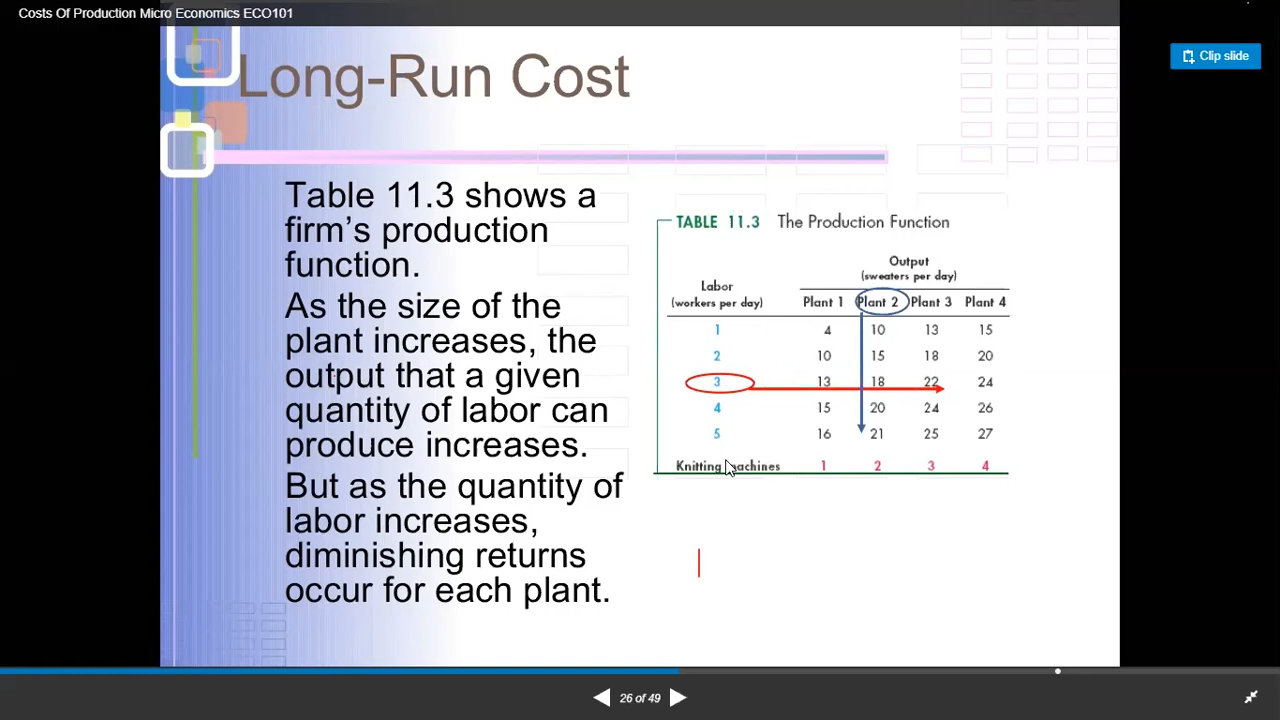 Costs Of Production Micro Economics ECO101
Clip slide
Long-Run Cost
Table 11.3 shows a
firm's production
function.
As the size of the
plant increases, the
output that a given
quantity of labor can
produce increases.
But as the quantity of
labor increases,
diminishing returns
occur for each plant.
TABLE 11.3 The Production Function
Output
(sweaters per day)
Labor
(workers per day) Plant 1 Plant 2 Plant 3 Plant 4
1 4 10 13 15
2 10 15 18 20
3 13 18 22 24
4 15 20 24 26
5 16 21 25 27
Knitting machines 1 2 3 4
26 of 49